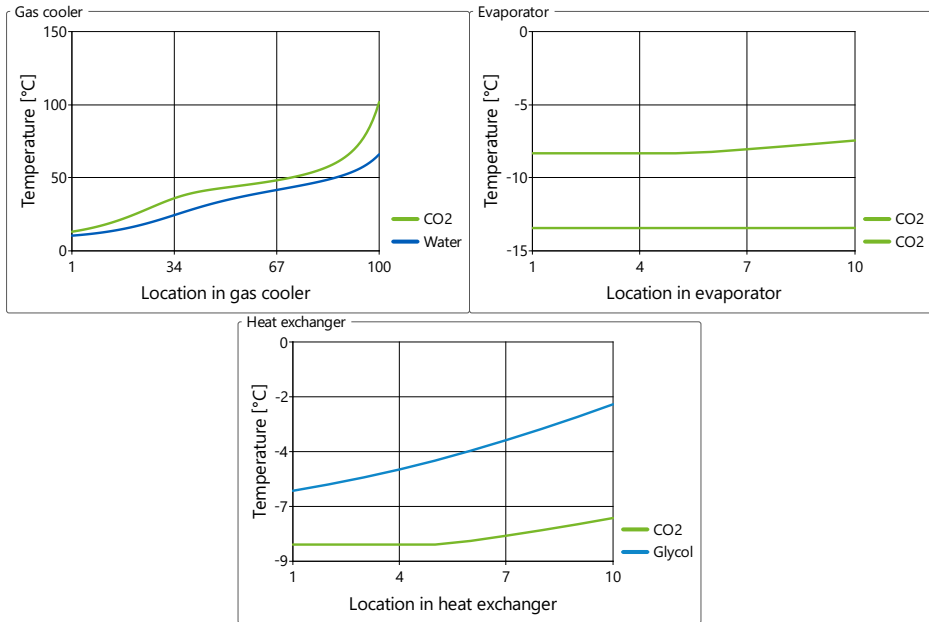 Gas cooler
150
100
50
0
Temperature [°C]
1 34 67 100
Location in gas cooler
CO2
Water
Evaporator
0
-5
-10
-15
Temperature [°C]
1 4 7 10
Location in evaporator
CO2
CO2
Heat exchanger
0
-2
-4
-7
-9
Temperature [°C]
1 4 7 10
Location in heat exchanger
CO2
Glycol